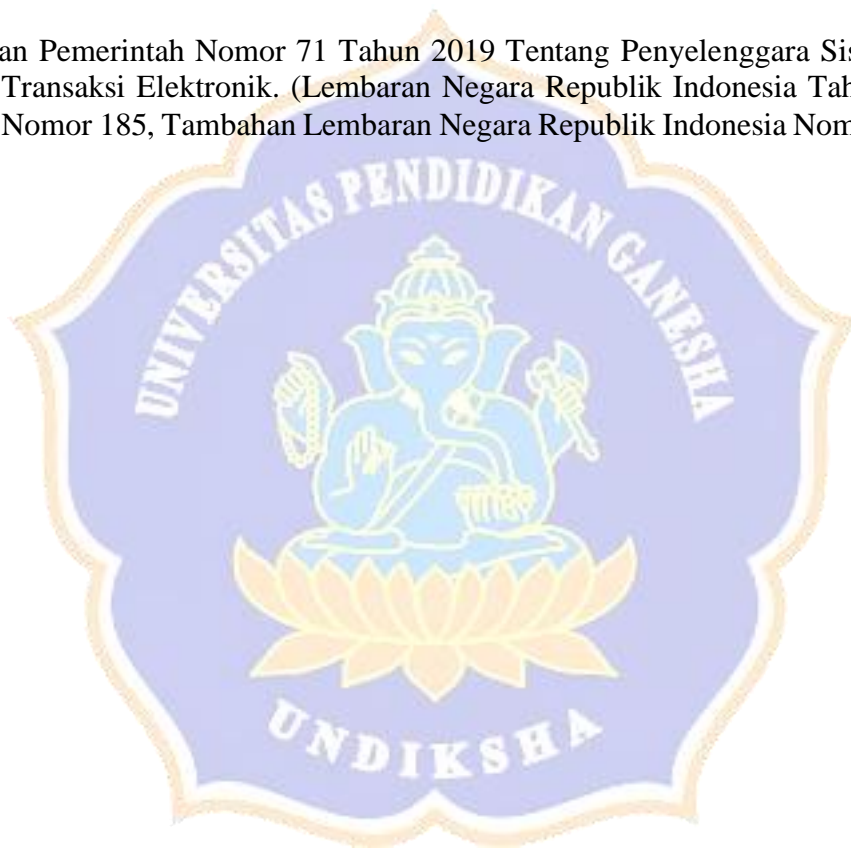 an Pemerintah Nomor 71 Tahun 2019 Tentang Penyelenggara Sis
Transaksi Elektronik. (Lembaran Negara Republik Indonesia Tah
Nomor 185, Tambahan Lembaran Negara Republik Indonesia Nom
UNIVERSITAS PENDIDIKAN GANESHA
UNDIKSHA